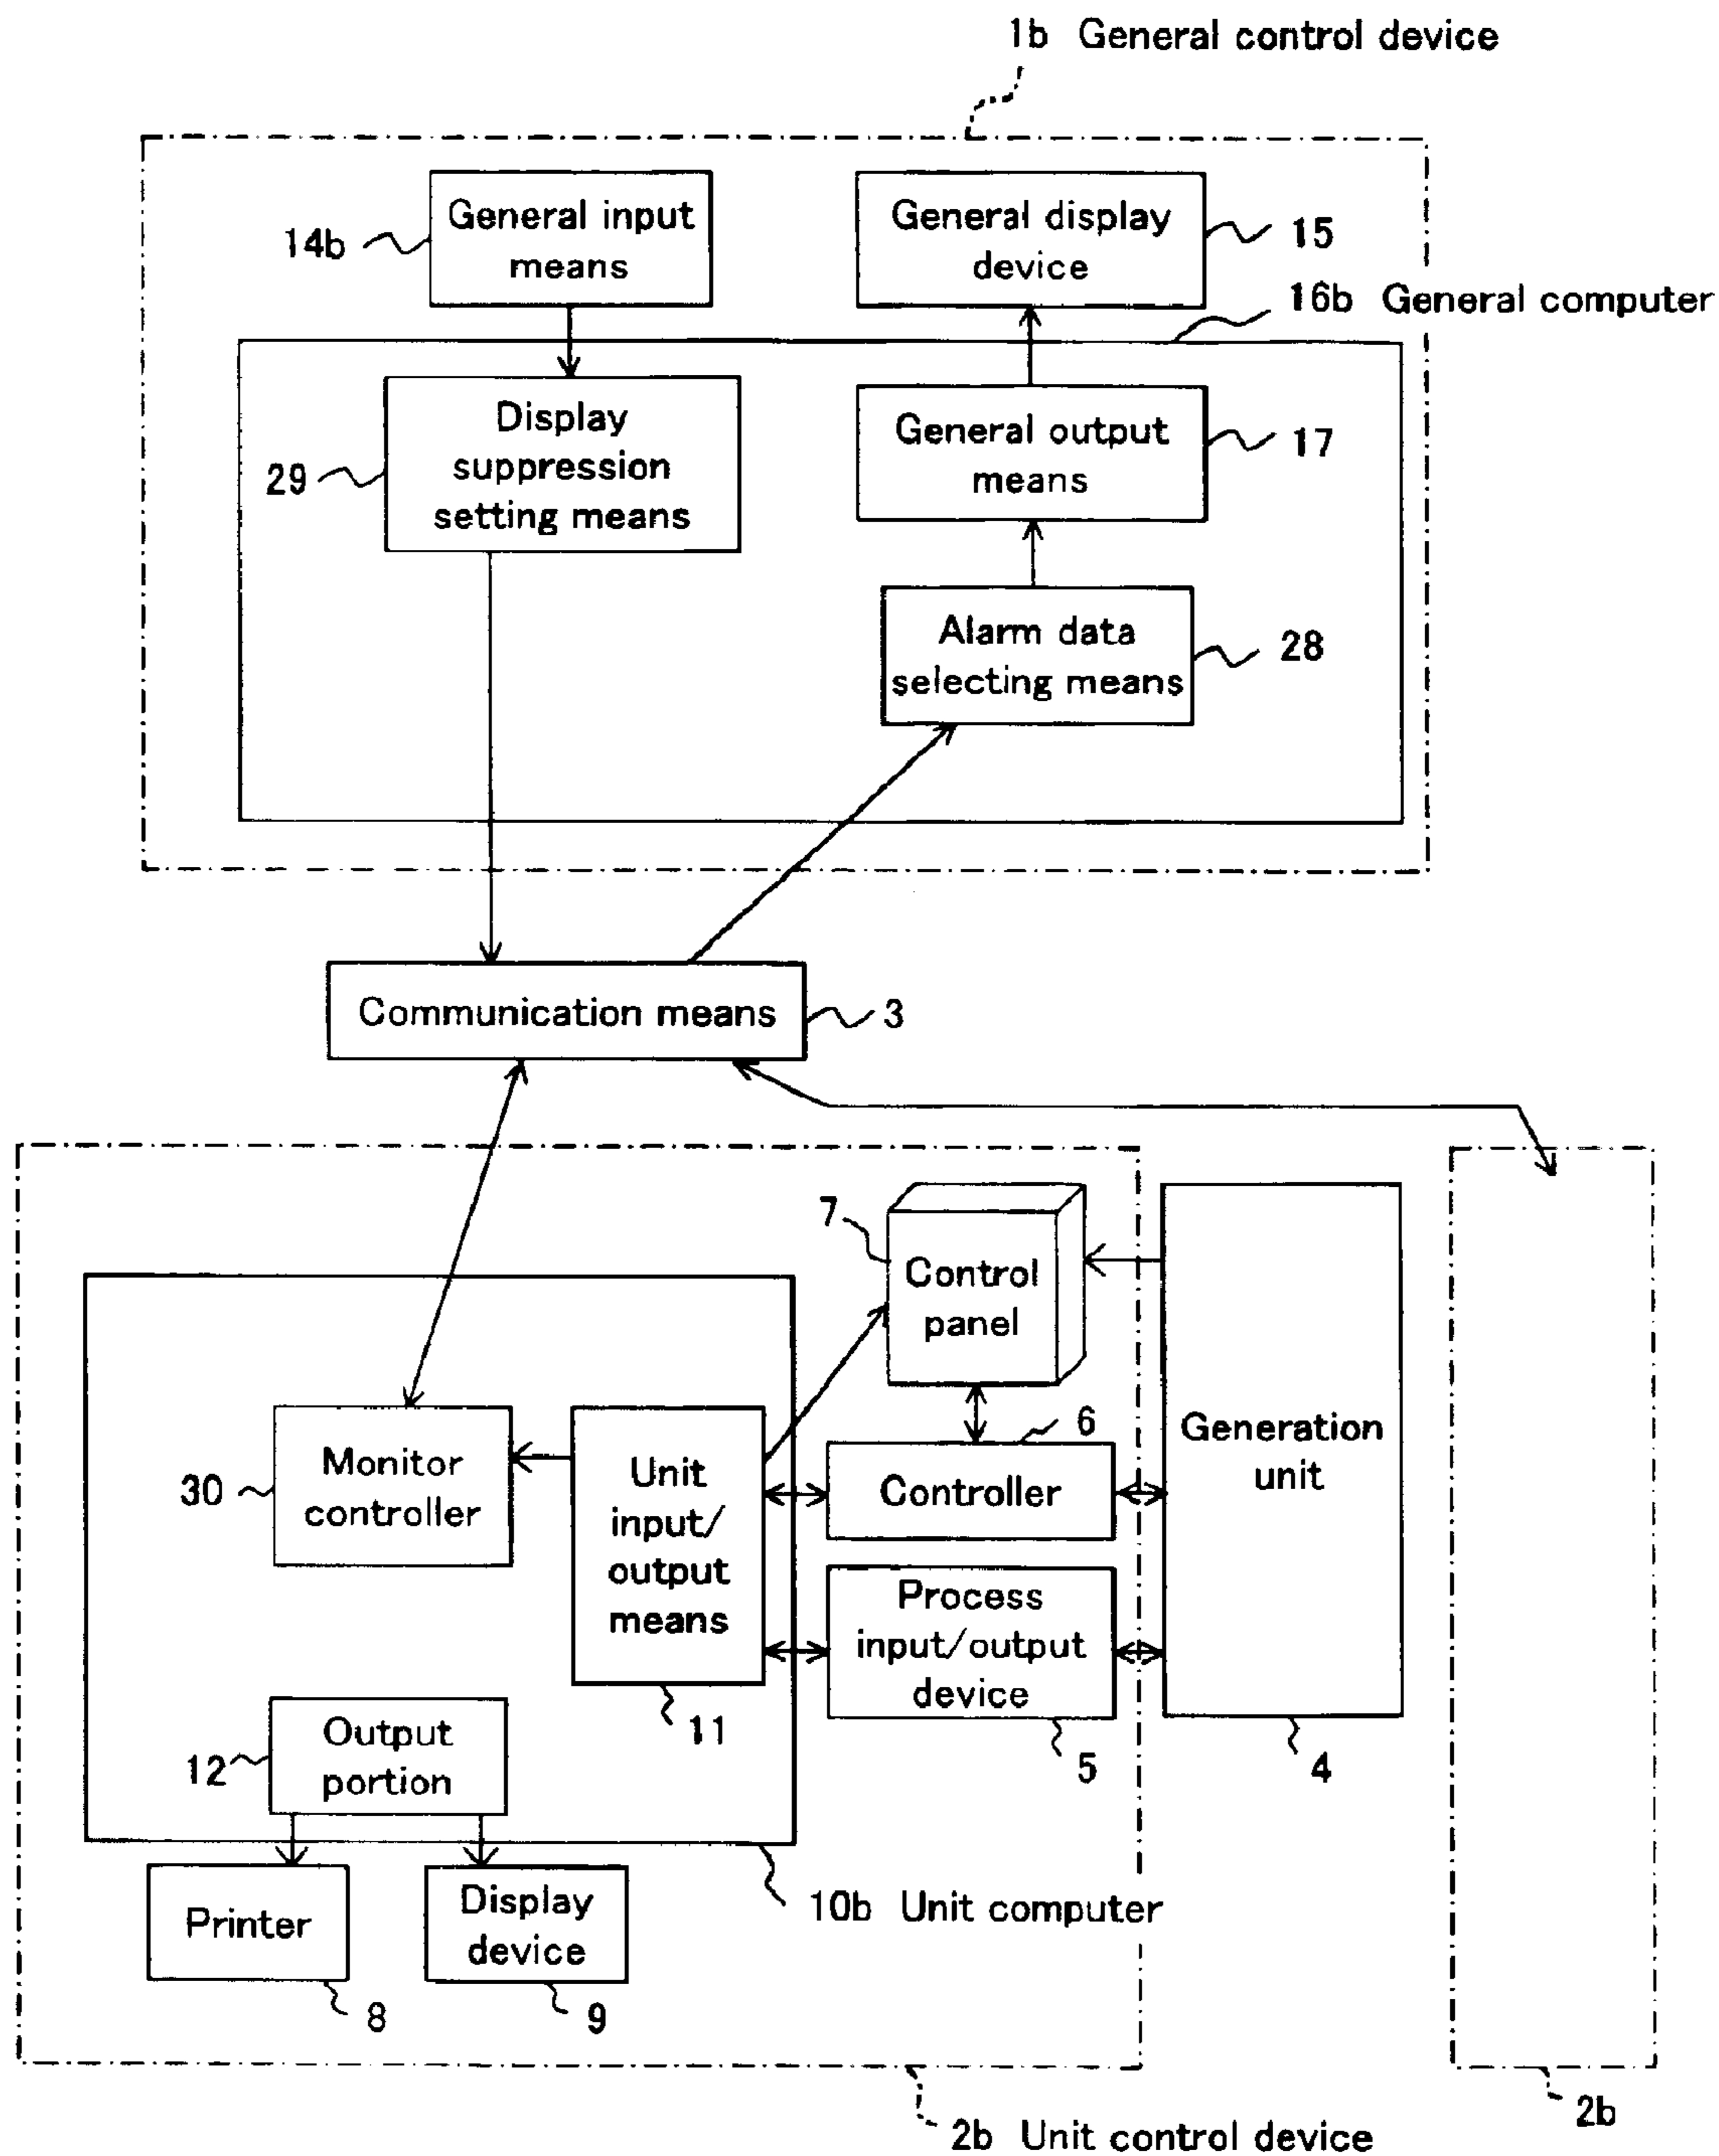 1b General control device
General input
means
14b
General display
device
15
16b General computer
Display
suppression
setting means
29
General output
means
17
Alarm data
selecting means
28
Communication means
3
7
Control
panel
Generation
unit
6
Controller
Monitor
controller
30
Unit
input/
output
means
Process
input/output
device
11
5
4
Output
portion
12
10b Unit computer
Printer
Display
device
8
9
2b Unit control device
2b